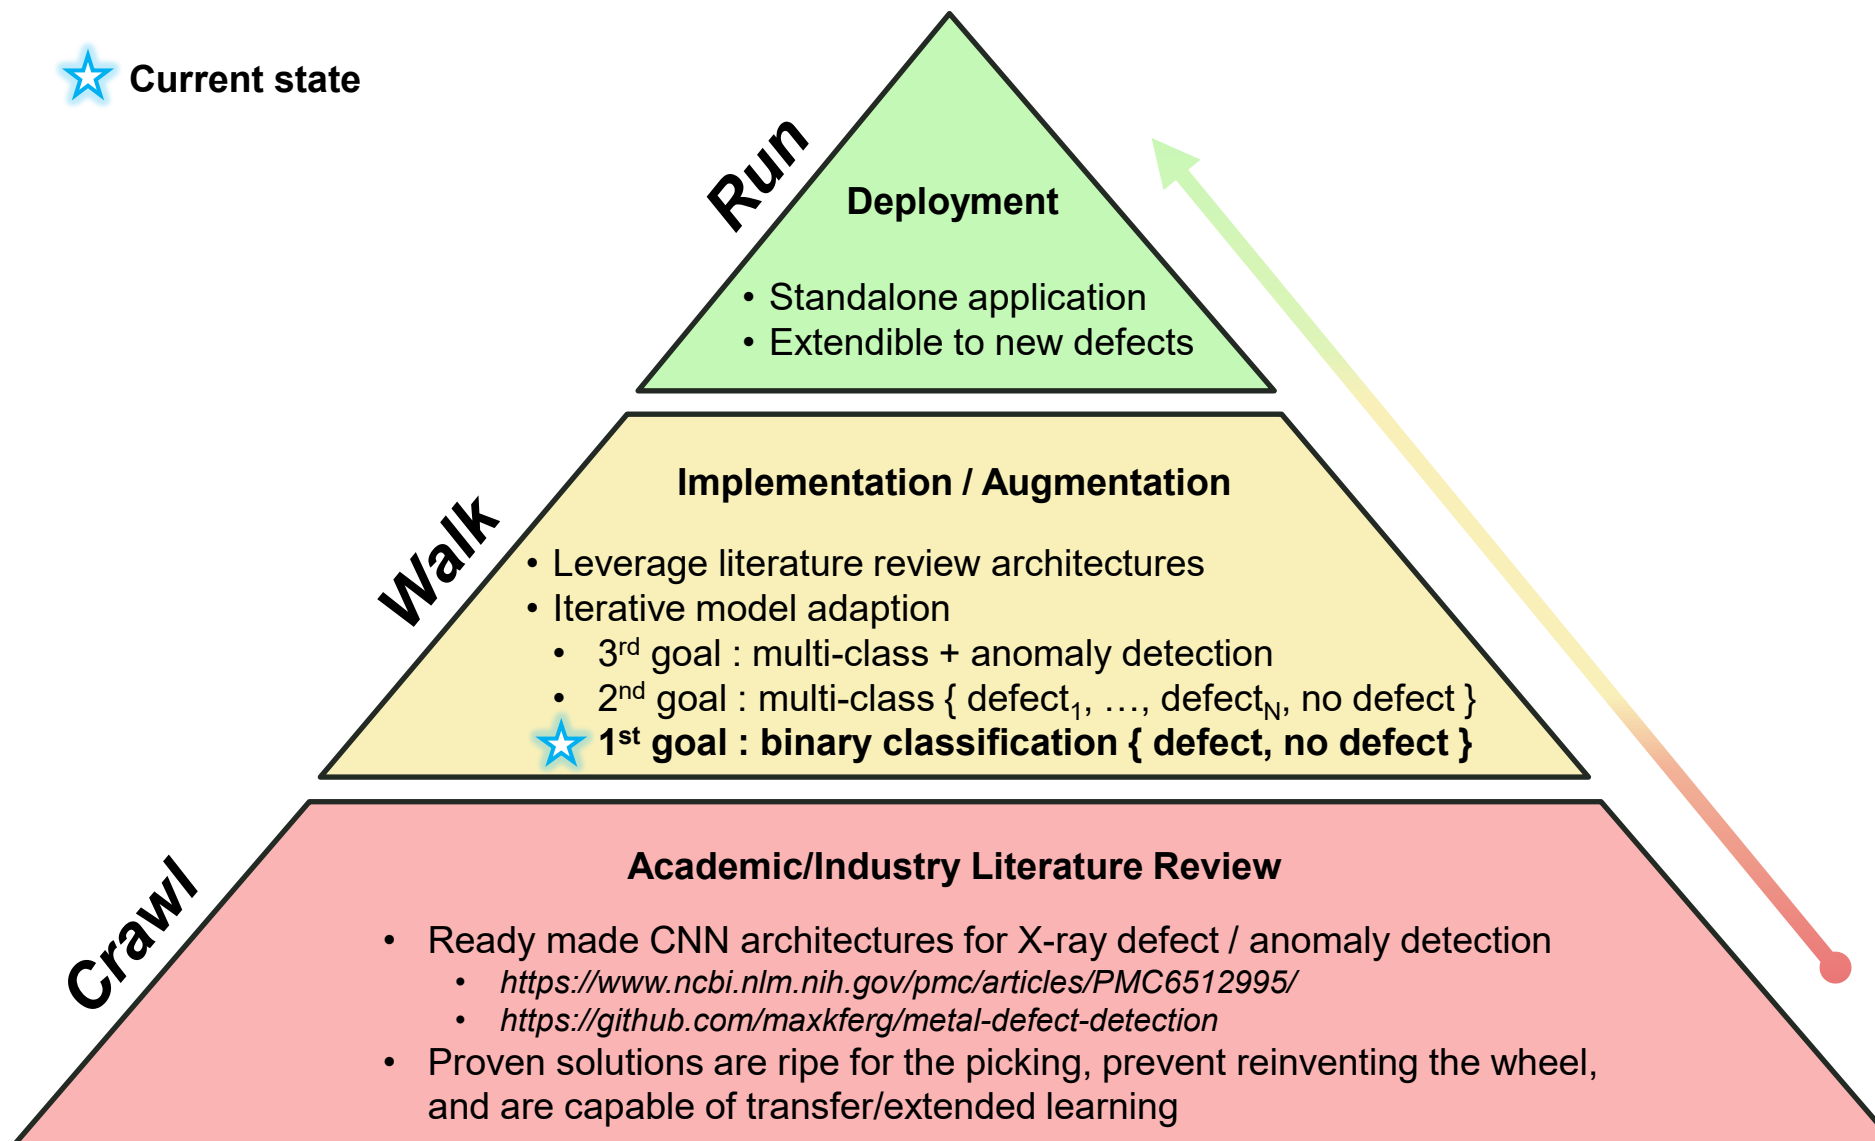 Current state
Run
Deployment
• Standalone application
• Extendible to new defects
Walk
Implementation / Augmentation
• Leverage literature review architectures
• Iterative model adaption
• 3rd goal : multi-class + anomaly detection
• 2nd goal : multi-class { defect1, …, defectN, no defect }
1st goal : binary classification { defect, no defect }
Crawl
Academic/Industry Literature Review
• Ready made CNN architectures for X-ray defect / anomaly detection
• https://www.ncbi.nlm.nih.gov/pmc/articles/PMC6512995/
• https://github.com/maxkferg/metal-defect-detection
• Proven solutions are ripe for the picking, prevent reinventing the wheel,
and are capable of transfer/extended learning